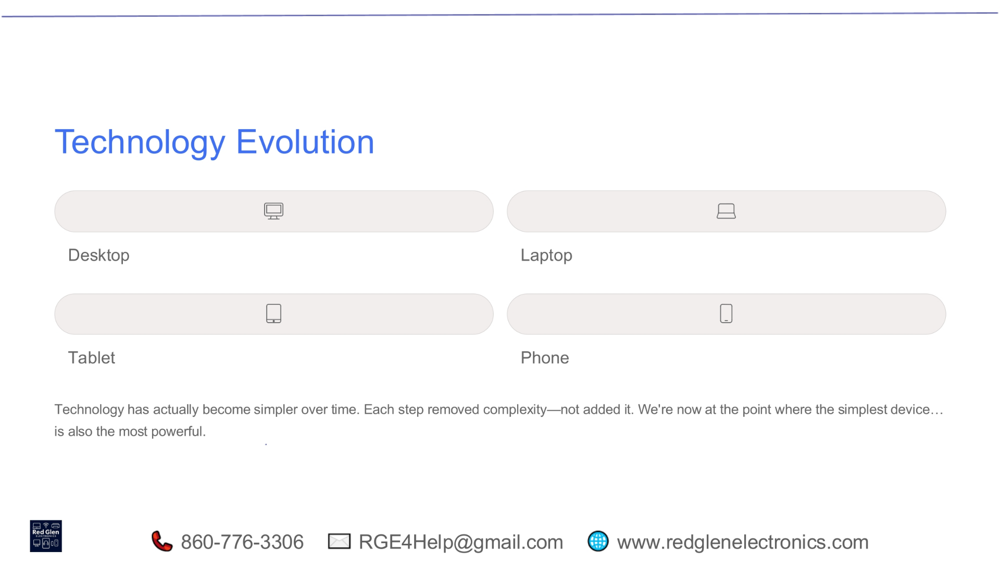 Technology Evolution
Desktop
Laptop
Tablet
Phone
Technology has actually become simpler over time. Each step removed complexity—not added it. We're now at the point where the simplest device…
is also the most powerful.
.
Red Glen
ELECTRONICS
860-776-3306
RGE4Help@gmail.com
www.redglenelectronics.com